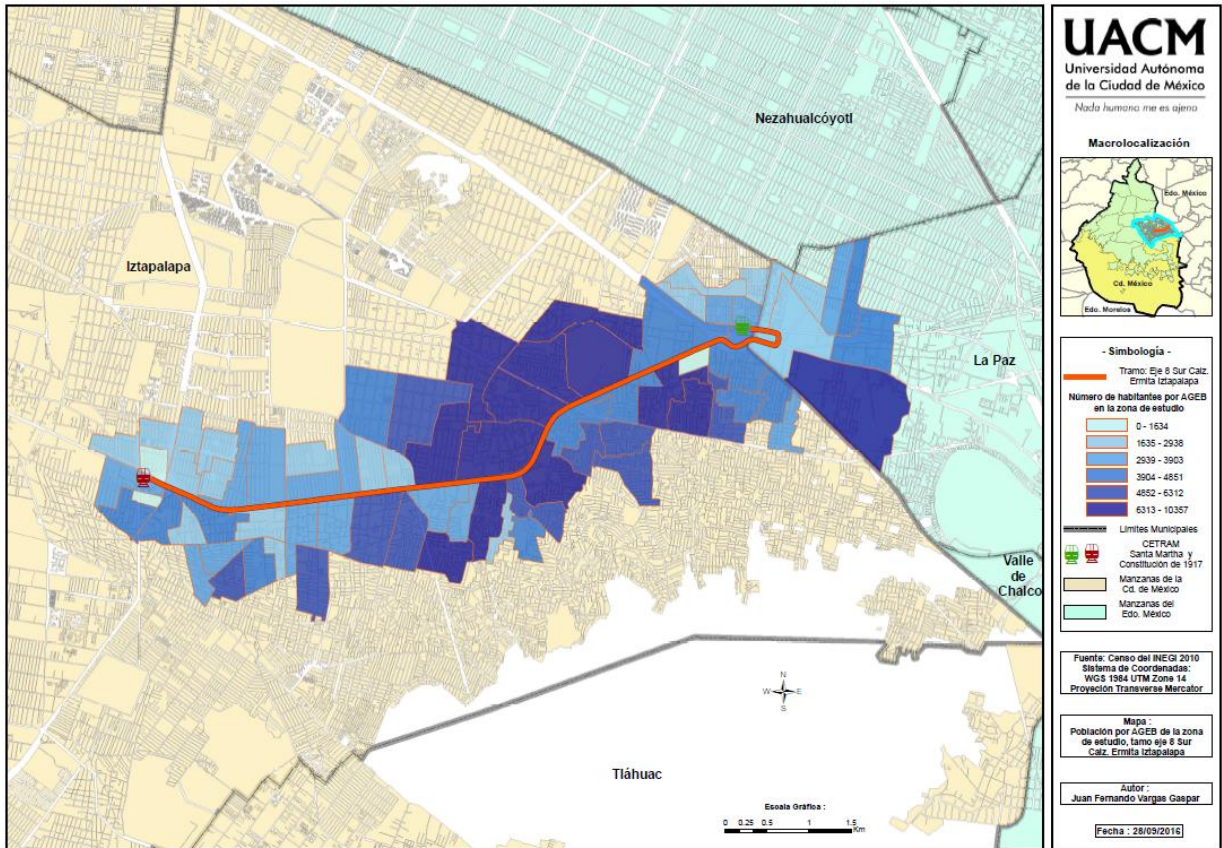 Nezahualcóyotl
Iztapalapa
La Paz
Valle
de
Chalco
Tláhuac
N
W
E
S
Escala Gráfica :
0 0.25 0.5 1 1.5
Km
UACM
Universidad Autónoma
de la Ciudad de México
Nada humano me es ajeno
Macrolocalización
Edo. México
Cd. México
Edo. Morelos
- Simbología -
Tramo: Eje 8 Sur Calz.
Ermita Iztapalapa
Número de habitantes por AGEB
en la zona de estudio
0 - 1634
1635 - 2938
2939 - 3903
3904 - 4851
4852 - 6312
6313 - 10357
Limites Municipales
CETRAM
Santa Martha y
Constitución de 1917
Manzanas de la
Cd. de México
Manzanas del
Edo. México
Fuente: Censo del INEGI 2010
Sistema de Coordenadas:
WGS 1984 UTM Zone 14
Proyeción Transverse Mercator
Mapa :
Población por AGEB de la zona
de estudio, tamo eje 8 Sur
Calz. Ermita Iztapalapa
Autor :
Juan Fernando Vargas Gaspar
Fecha : 28/09/2016